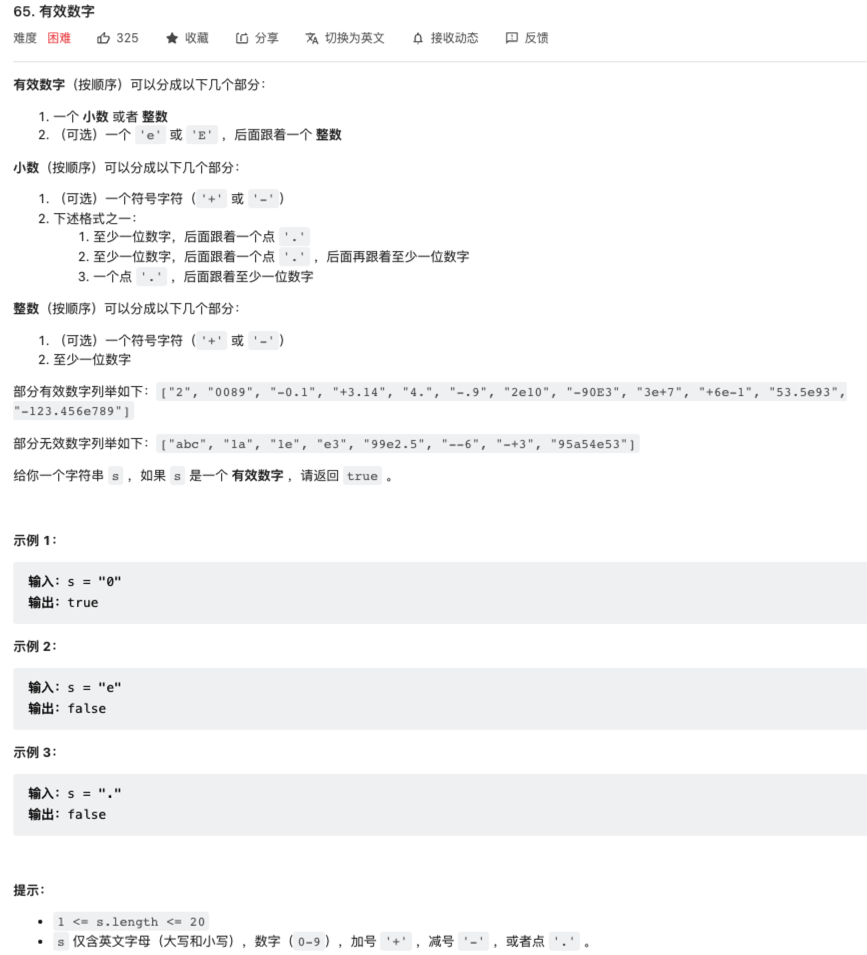 65. 有效数字
难度 困难 325 收藏 分享 切换为英文 接收动态 反馈
有效数字（按顺序）可以分成以下几个部分：
1. 一个 小数 或者 整数
2. （可选）一个 'e' 或 'E' ，后面跟着一个 整数
小数（按顺序）可以分成以下几个部分：
1. （可选）一个符号字符（'+' 或 '-'）
2. 下述格式之一：
1. 至少一位数字，后面跟着一个点 '.'
2. 至少一位数字，后面跟着一个点 '.' ，后面再跟着至少一位数字
3. 一个点 '.' ，后面跟着至少一位数字
整数（按顺序）可以分成以下几个部分：
1. （可选）一个符号字符（'+' 或 '-'）
2. 至少一位数字
部分有效数字列举如下：["2", "0089", "-0.1", "+3.14", "4.", "-.9", "2e10", "-90E3", "3e+7", "+6e-1", "53.5e93",
"-123.456e789"]
部分无效数字列举如下：["abc", "1a", "1e", "e3", "99e2.5", "--6", "-+3", "95a54e53"]
给你一个字符串 s ，如果 s 是一个 有效数字 ，请返回 true 。
示例 1：
输入：s = "0"
输出：true
示例 2：
输入：s = "e"
输出：false
示例 3：
输入：s = "."
输出：false
提示：
• 1 <= s.length <= 20
• s 仅含英文字母（大写和小写），数字（0-9），加号 '+' ，减号 '-' ，或者点 '.' 。